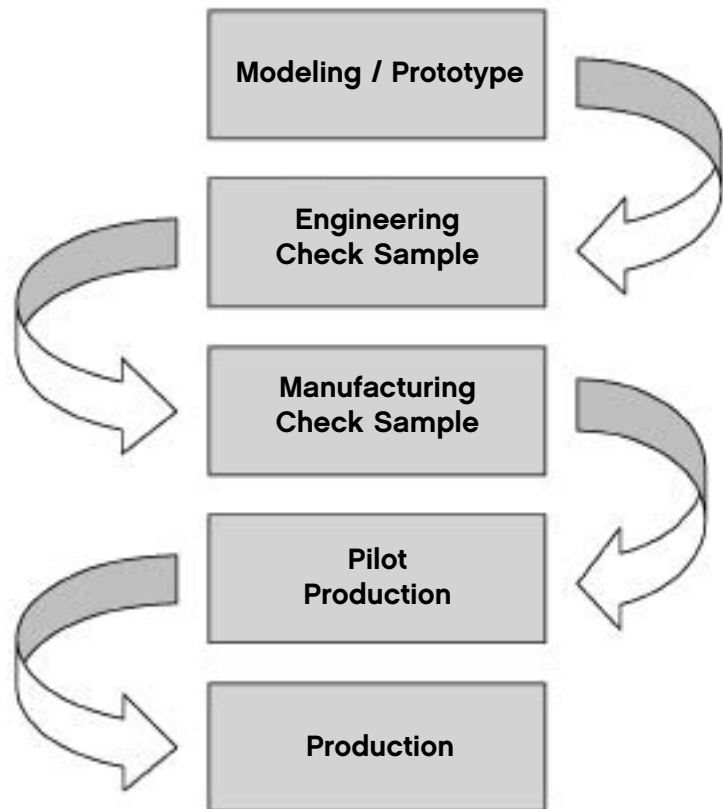 Modeling / Prototype
Engineering
Check Sample
Manufacturing
Check Sample
Pilot
Production
Production